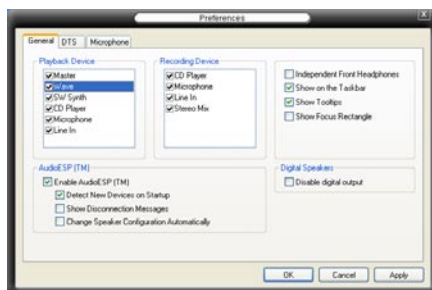 Preferences
General DTS Microphone
Playback Device
Master
Wave
SW Synth
CD Player
Microphone
Line In
Recording Device
CD Player
Microphone
Line In
Stereo Mix
Independent Front Headphones
Show on the Taskbar
Show Tooltips
Show Focus Rectangle
AudioESP (TM)
Enable AudioESP (TM)
Detect New Devices on Startup
Show Disconnection Messages
Change Speaker Configuration Automatically
Digital Speakers
Disable digital output
OK Cancel Apply